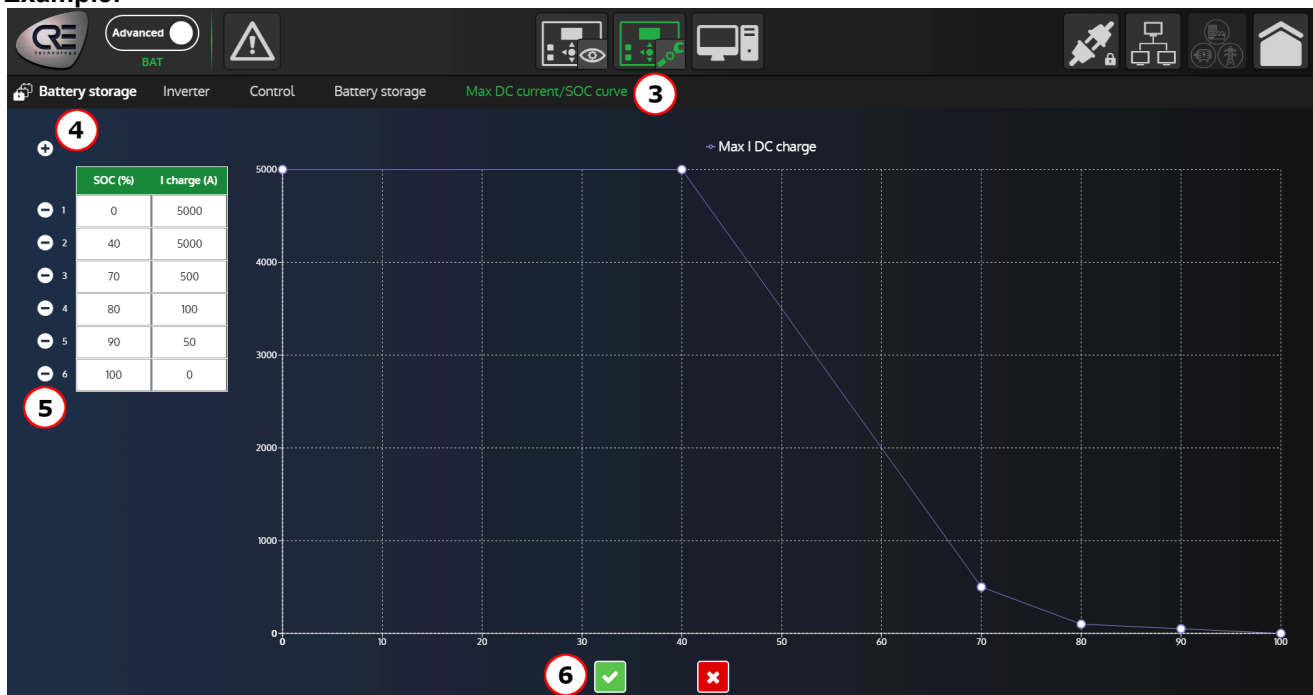 Example:
CRE
technology
Advanced
BAT
Battery storage Inverter Control Battery storage Max DC current/SOC curve 3
4
Max I DC charge
SOC (%) I charge (A)
1 0 5000
2 40 5000
3 70 500
4 80 100
5 90 50
6 100 0
5
5000
4000
3000
2000
1000
0
0 10 20 30 40 50 60 70 80 90 100
6